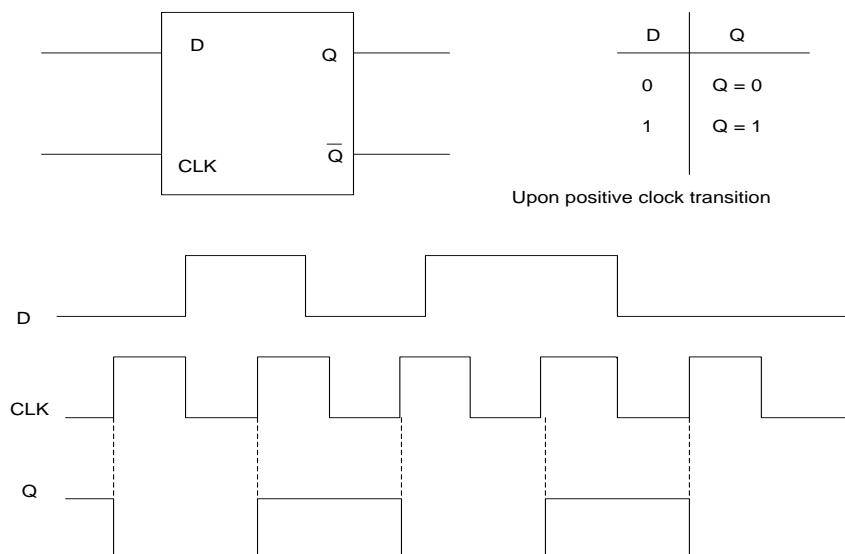 D Q
CLK Q̅
D Q
0 Q = 0
1 Q = 1
Upon positive clock transition
D
CLK
Q